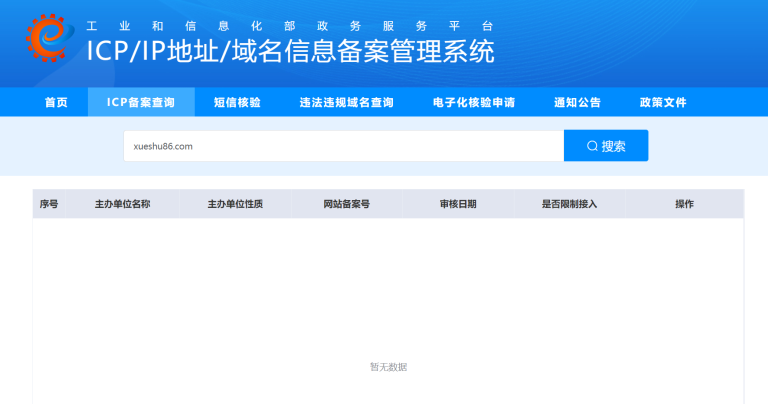 工业和信息化部政务服务平台
ICP/IP地址/域名信息备案管理系统
首页 ICP备案查询 短信核验 违法违规域名查询 电子化核验申请 通知公告 政策文件
xueshu86.com 搜索
序号 主办单位名称 主办单位性质 网站备案号 审核日期 是否限制接入 操作
暂无数据